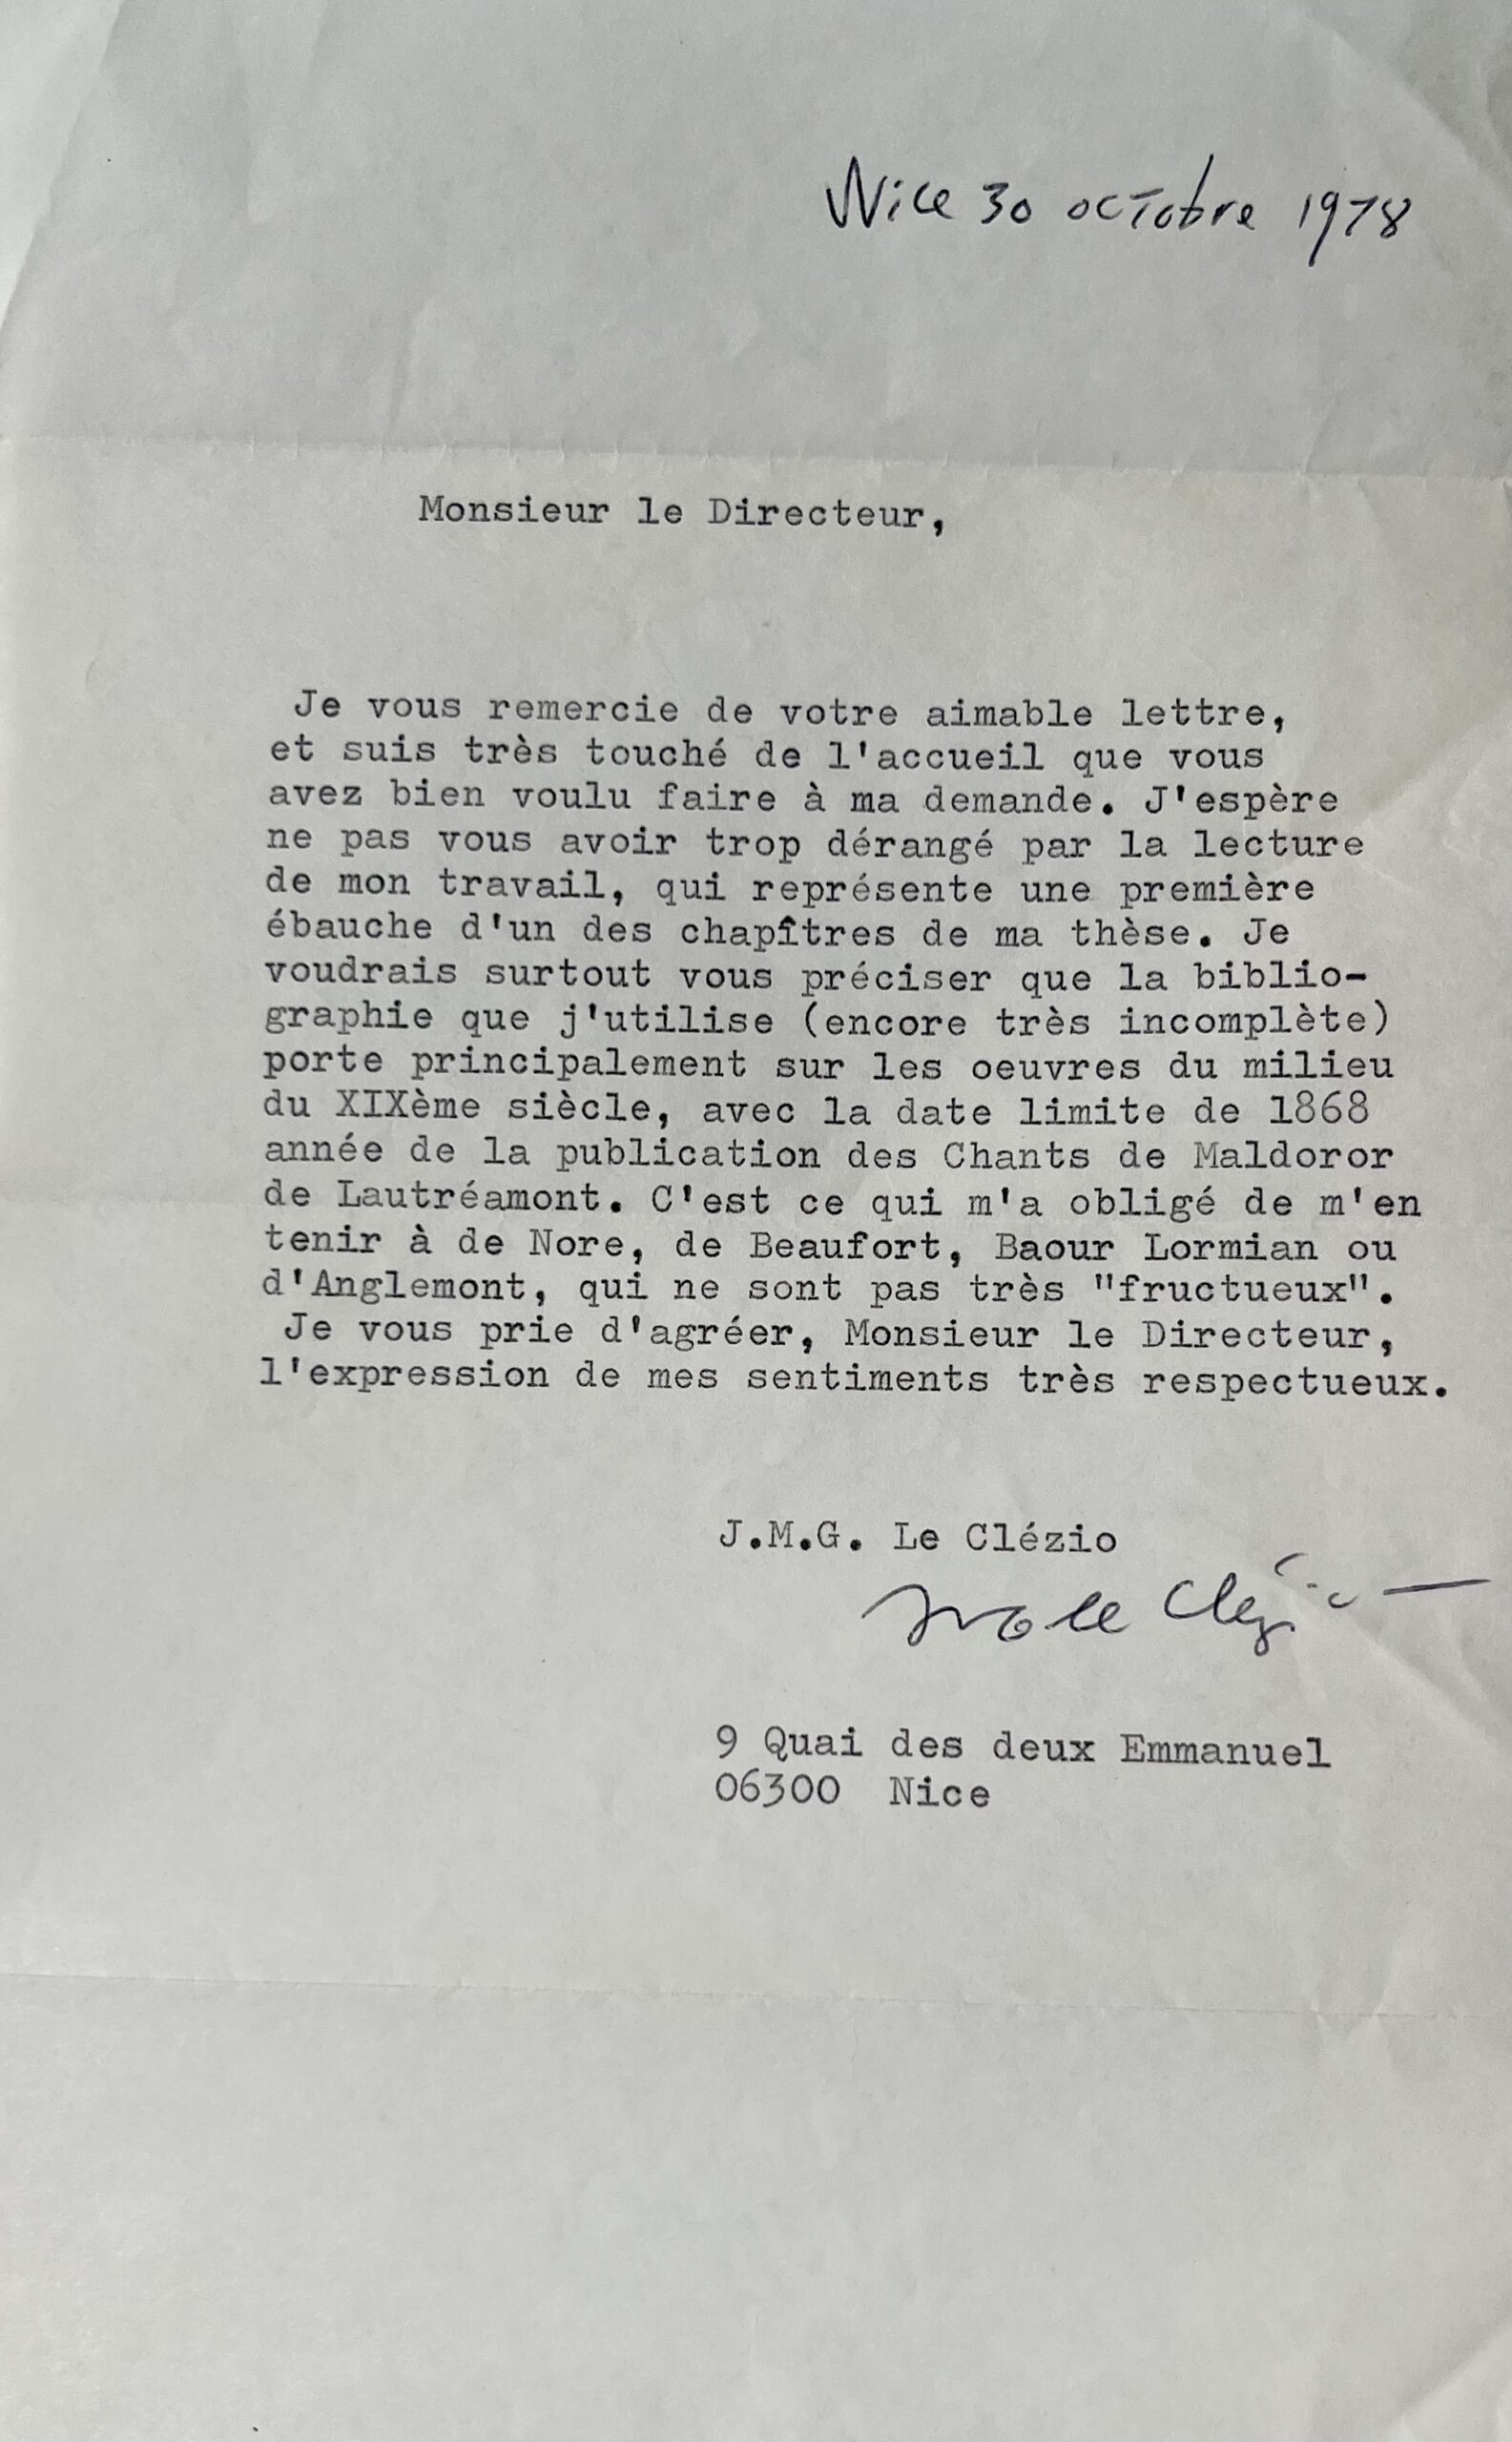 Nice 30 octobre 1978
Monsieur le Directeur,
Je vous remercie de votre aimable lettre,
et suis très touché de l'accueil que vous
avez bien voulu faire à ma demande. J'espère
ne pas vous avoir trop dérangé par la lecture
de mon travail, qui représente une première
ébauche d'un des chapîtres de ma thèse. Je
voudrais surtout vous préciser que la biblio-
graphie que j'utilise (encore très incomplète)
porte principalement sur les oeuvres du milieu
du XIXème siècle, avec la date limite de 1868
année de la publication des Chants de Maldoror
de Lautréamont. C'est ce qui m'a obligé de m'en
tenir à de Nore, de Beaufort, Baour Lormian ou
d'Anglemont, qui ne sont pas très "fructueux".
Je vous prie d'agréer, Monsieur le Directeur,
l'expression de mes sentiments très respectueux.
J.M.G. Le Clézio
le Clézio
9 Quai des deux Emmanuel
06300 Nice